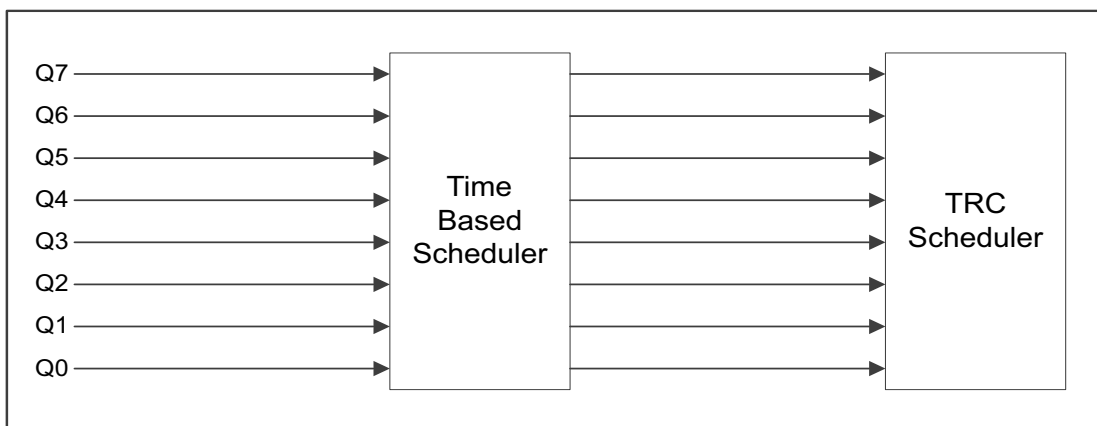 Q7
Q6
Q5
Q4
Q3
Q2
Q1
Q0
Time
Based
Scheduler
TRC
Scheduler